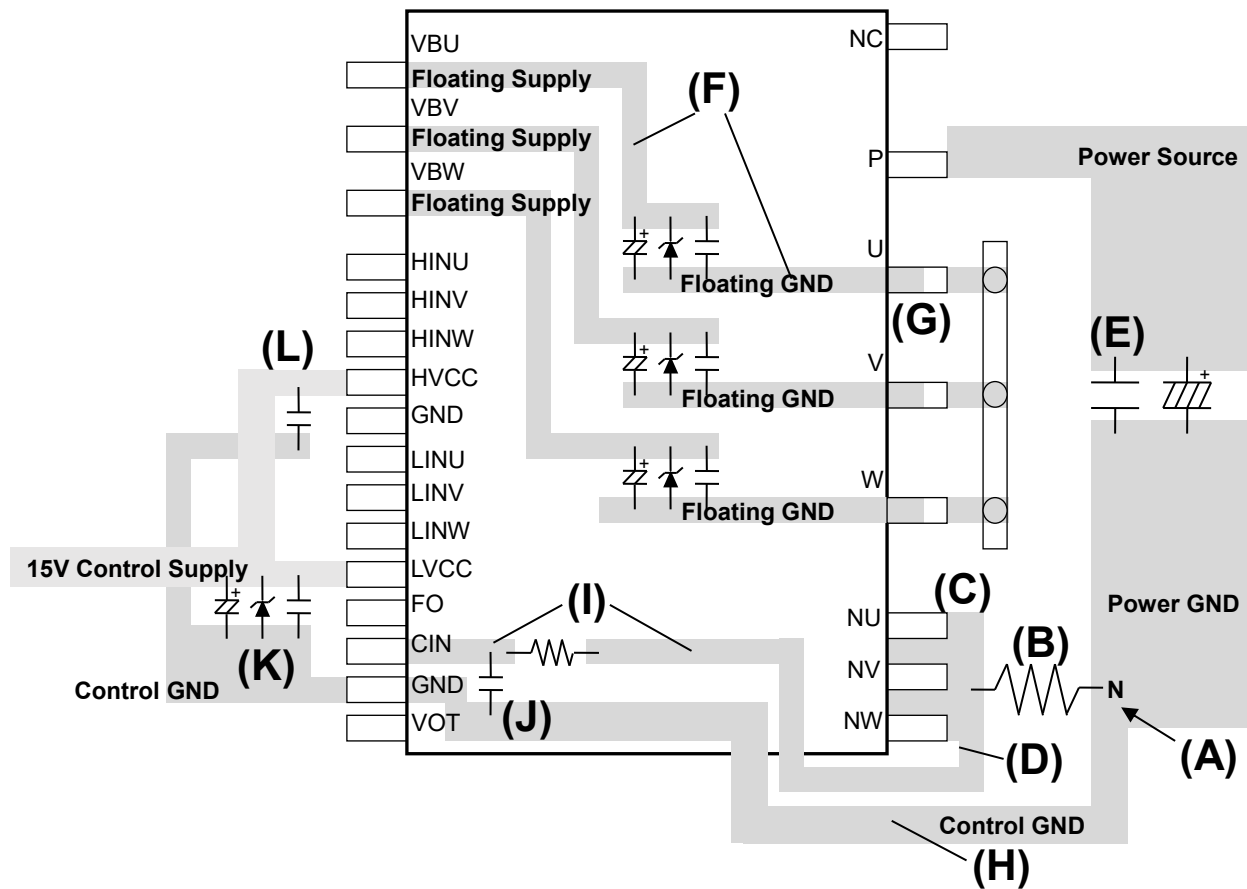 VBU
NC
Floating Supply
(F)
VBV
Floating Supply
P
Power Source
VBW
Floating Supply
+
U
HINU
Floating GND
(G)
HINV
(E)
HINW
(L)
+
V
+
HVCC
Floating GND
GND
LINU
+
W
LINV
Floating GND
LINW
15V Control Supply
LVCC
+
FO
(I)
(C)
NU
Power GND
CIN
(B)
(K)
NV
N
Control GND
GND
(J)
VOT
NW
(D)
(A)
Control GND
(H)